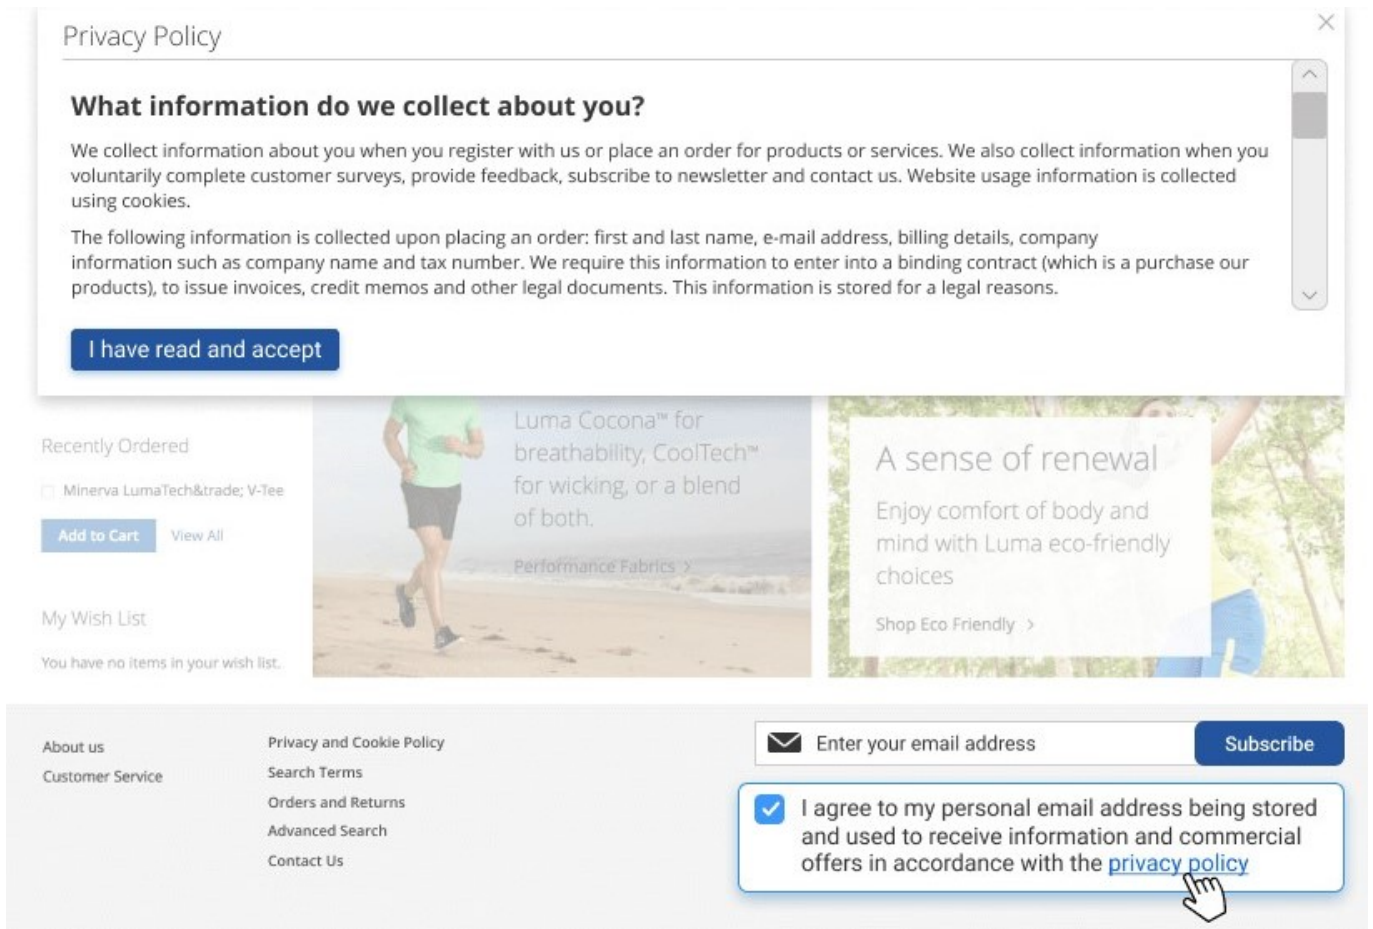 Privacy Policy
What information do we collect about you?
We collect information about you when you register with us or place an order for products or services. We also collect information when you
voluntarily complete customer surveys, provide feedback, subscribe to newsletter and contact us. Website usage information is collected
using cookies.
The following information is collected upon placing an order: first and last name, e-mail address, billing details, company
information such as company name and tax number. We require this information to enter into a binding contract (which is a purchase our
products), to issue invoices, credit memos and other legal documents. This information is stored for a legal reasons.
I have read and accept
Recently Ordered
Minerva LumaTech&trade; V-Tee
Add to Cart View All
My Wish List
You have no items in your wish list.
Luma Cocona™ for
breathability, CoolTech™
for wicking, or a blend
of both.
Performance Fabrics >
A sense of renewal
Enjoy comfort of body and
mind with Luma eco-friendly
choices
Shop Eco Friendly >
About us
Customer Service
Privacy and Cookie Policy
Search Terms
Orders and Returns
Advanced Search
Contact Us
Enter your email address
Subscribe
I agree to my personal email address being stored
and used to receive information and commercial
offers in accordance with the privacy policy